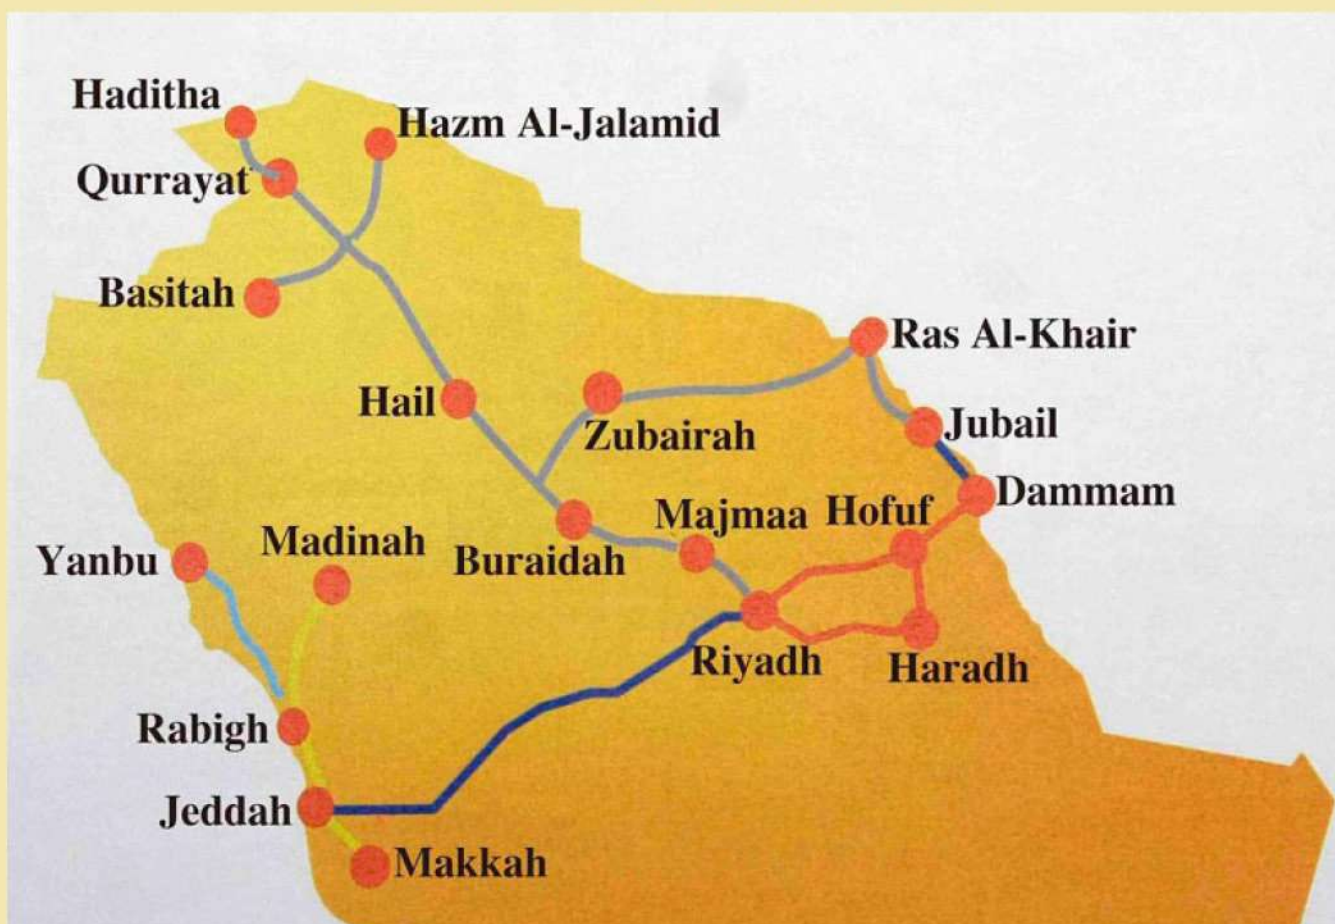 Haditha
Hazm Al-Jalamid
Qurrayat
Basitah
Ras Al-Khair
Hail
Zubairah
Jubail
Dammam
Majmaa
Hofuf
Madinah
Yanbu
Buraidah
Riyadh
Haradh
Rabigh
Jeddah
Makkah